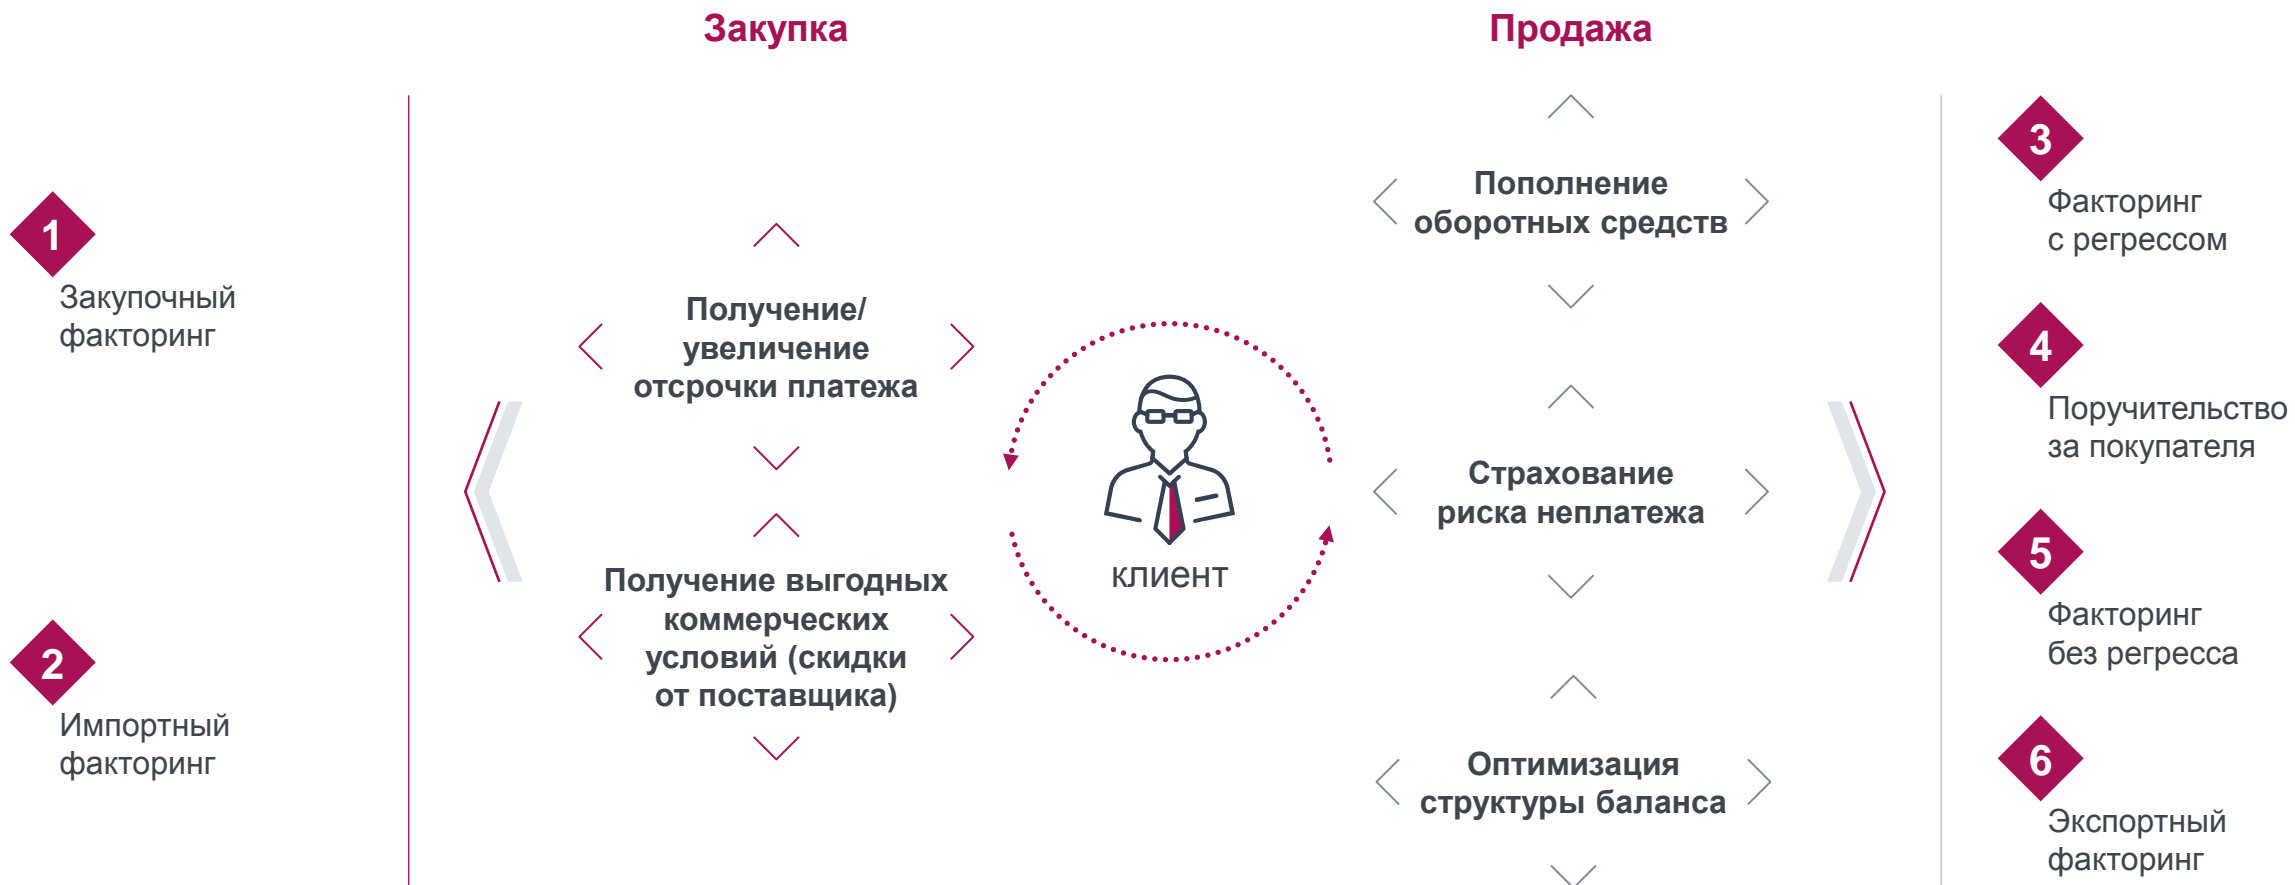 Закупка
Продажа
1
Закупочный
факторинг
2
Импортный
факторинг
Получение/
увеличение
отсрочки платежа
Получение выгодных
коммерческих
условий (скидки
от поставщика)
клиент
Пополнение
оборотных средств
Страхование
риска неплатежа
Оптимизация
структуры баланса
3
Факторинг
с регрессом
4
Поручительство
за покупателя
5
Факторинг
без регресса
6
Экспортный
факторинг